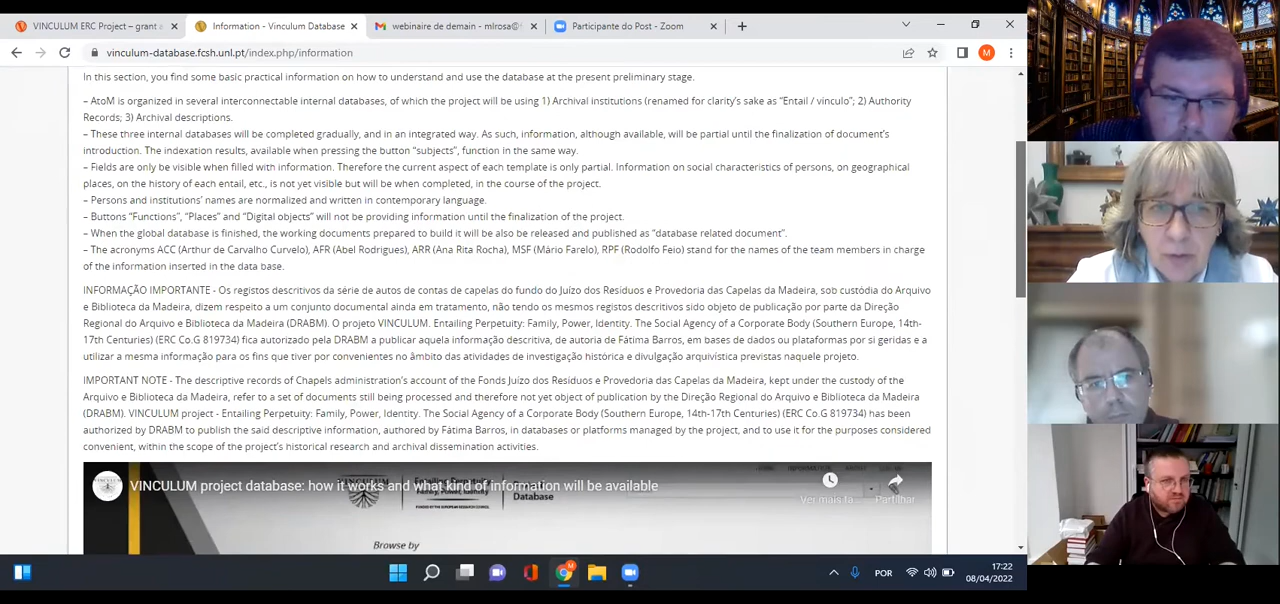 VINCULUM ERC Project – grant a
Information - Vinculum Database
webinaire de demain - mlrosa@f
Participante do Post - Zoom
vinculum-database.fcsh.unl.pt/index.php/information
M
In this section, you find some basic practical information on how to understand and use the database at the present preliminary stage.
– AtoM is organized in several interconnectable internal databases, of which the project will be using 1) Archival institutions (renamed for clarity's sake as "Entail / vínculo"; 2) Authority
Records; 3) Archival descriptions.
– These three internal databases will be completed gradually, and in an integrated way. As such, information, although available, will be partial until the finalization of document's
introduction. The indexation results, available when pressing the button "subjects", function in the same way.
– Fields are only be visible when filled with information. Therefore the current aspect of each template is only partial. Information on social characteristics of persons, on geographical
places, on the history of each entail, etc., is not yet visible but will be when completed, in the course of the project.
– Persons and institutions' names are normalized and written in contemporary language.
– Buttons "Functions", "Places" and "Digital objects" will not be providing information until the finalization of the project.
– When the global database is finished, the working documents prepared to build it will be also be released and published as "database related document".
– The acronyms ACC (Arthur de Carvalho Curvelo), AFR (Abel Rodrigues), ARR (Ana Rita Rocha), MSF (Mário Farelo), RPF (Rodolfo Feio) stand for the names of the team members in charge
of the information inserted in the data base.
INFORMAÇÃO IMPORTANTE - Os registos descritivos da série de autos de contas de capelas do fundo do Juízo dos Resíduos e Provedoria das Capelas da Madeira, sob custódia do Arquivo
e Biblioteca da Madeira, dizem respeito a um conjunto documental ainda em tratamento, não tendo os mesmos registos descritivos sido objeto de publicação por parte da Direção
Regional do Arquivo e Biblioteca da Madeira (DRABM). O projeto VINCULUM. Entailing Perpetuity: Family, Power, Identity. The Social Agency of a Corporate Body (Southern Europe, 14th-
17th Centuries) (ERC Co.G 819734) fica autorizado pela DRABM a publicar aquela informação descritiva, de autoria de Fátima Barros, em bases de dados ou plataformas por si geridas e a
utilizar a mesma informação para os fins que tiver por convenientes no âmbito das atividades de investigação histórica e divulgação arquivística previstas naquele projeto.
IMPORTANT NOTE - The descriptive records of Chapels administration's account of the Fonds Juízo dos Resíduos e Provedoria das Capelas da Madeira, kept under the custody of the
Arquivo e Biblioteca da Madeira, refer to a set of documents still being processed and therefore not yet object of publication by the Direção Regional do Arquivo e Biblioteca da Madeira
(DRABM). VINCULUM project - Entailing Perpetuity: Family, Power, Identity. The Social Agency of a Corporate Body (Southern Europe, 14th-17th Centuries) (ERC Co.G 819734) has been
authorized by DRABM to publish the said descriptive information, authored by Fátima Barros, in databases or platforms managed by the project, and to use it for the purposes considered
convenient, within the scope of the project's historical research and archival dissemination activities.
VINCULUM project database: how it works and what kind of information will be available
Ver mais ta... Partilhar
Database
Browse by
POR
17:22
08/04/2022